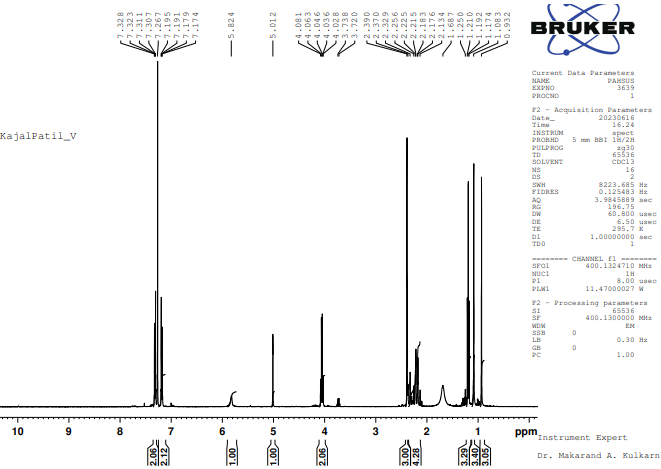 7.328
7.323
7.311
7.307
7.267
7.195
7.191
7.179
7.174
5.824
5.012
4.081
4.063
4.046
4.036
4.028
3.738
3.720
2.390
2.370
2.329
2.256
2.225
2.215
2.183
2.176
2.134
1.687
1.250
1.210
1.192
1.174
1.083
0.932
BRUKER
KajalPatil_V
Current Data Parameters
NAME PAHSUS
EXPNO 3639
PROCNO 1
F2 - Acquisition Parameters
Date_ 20230616
Time 16.24
INSTRUM spect
PROBHD 5 mm BBI 1H/2H
PULPROG zg30
TD 65536
SOLVENT CDCl3
NS 16
DS 2
SWH 8223.685 Hz
FIDRES 0.125483 Hz
AQ 3.9845889 sec
RG 196.75
DW 60.800 usec
DE 6.50 usec
TE 295.7 K
D1 1.00000000 sec
TD0 1
======== CHANNEL f1 ========
SFO1 400.1324710 MHz
NUC1 1H
P1 8.00 usec
PLW1 11.47000027 W
F2 - Processing parameters
SI 65536
SF 400.1300000 MHz
WDW EM
SSB 0
LB 0.30 Hz
GB 0
PC 1.00
10 9 8 7 6 5 4 3 2 1 ppm
2.06
2.12
1.00
1.00
2.06
3.00
4.28
3.29
3.40
3.05
Instrument Expert
Dr. Makarand A. Kulkarn